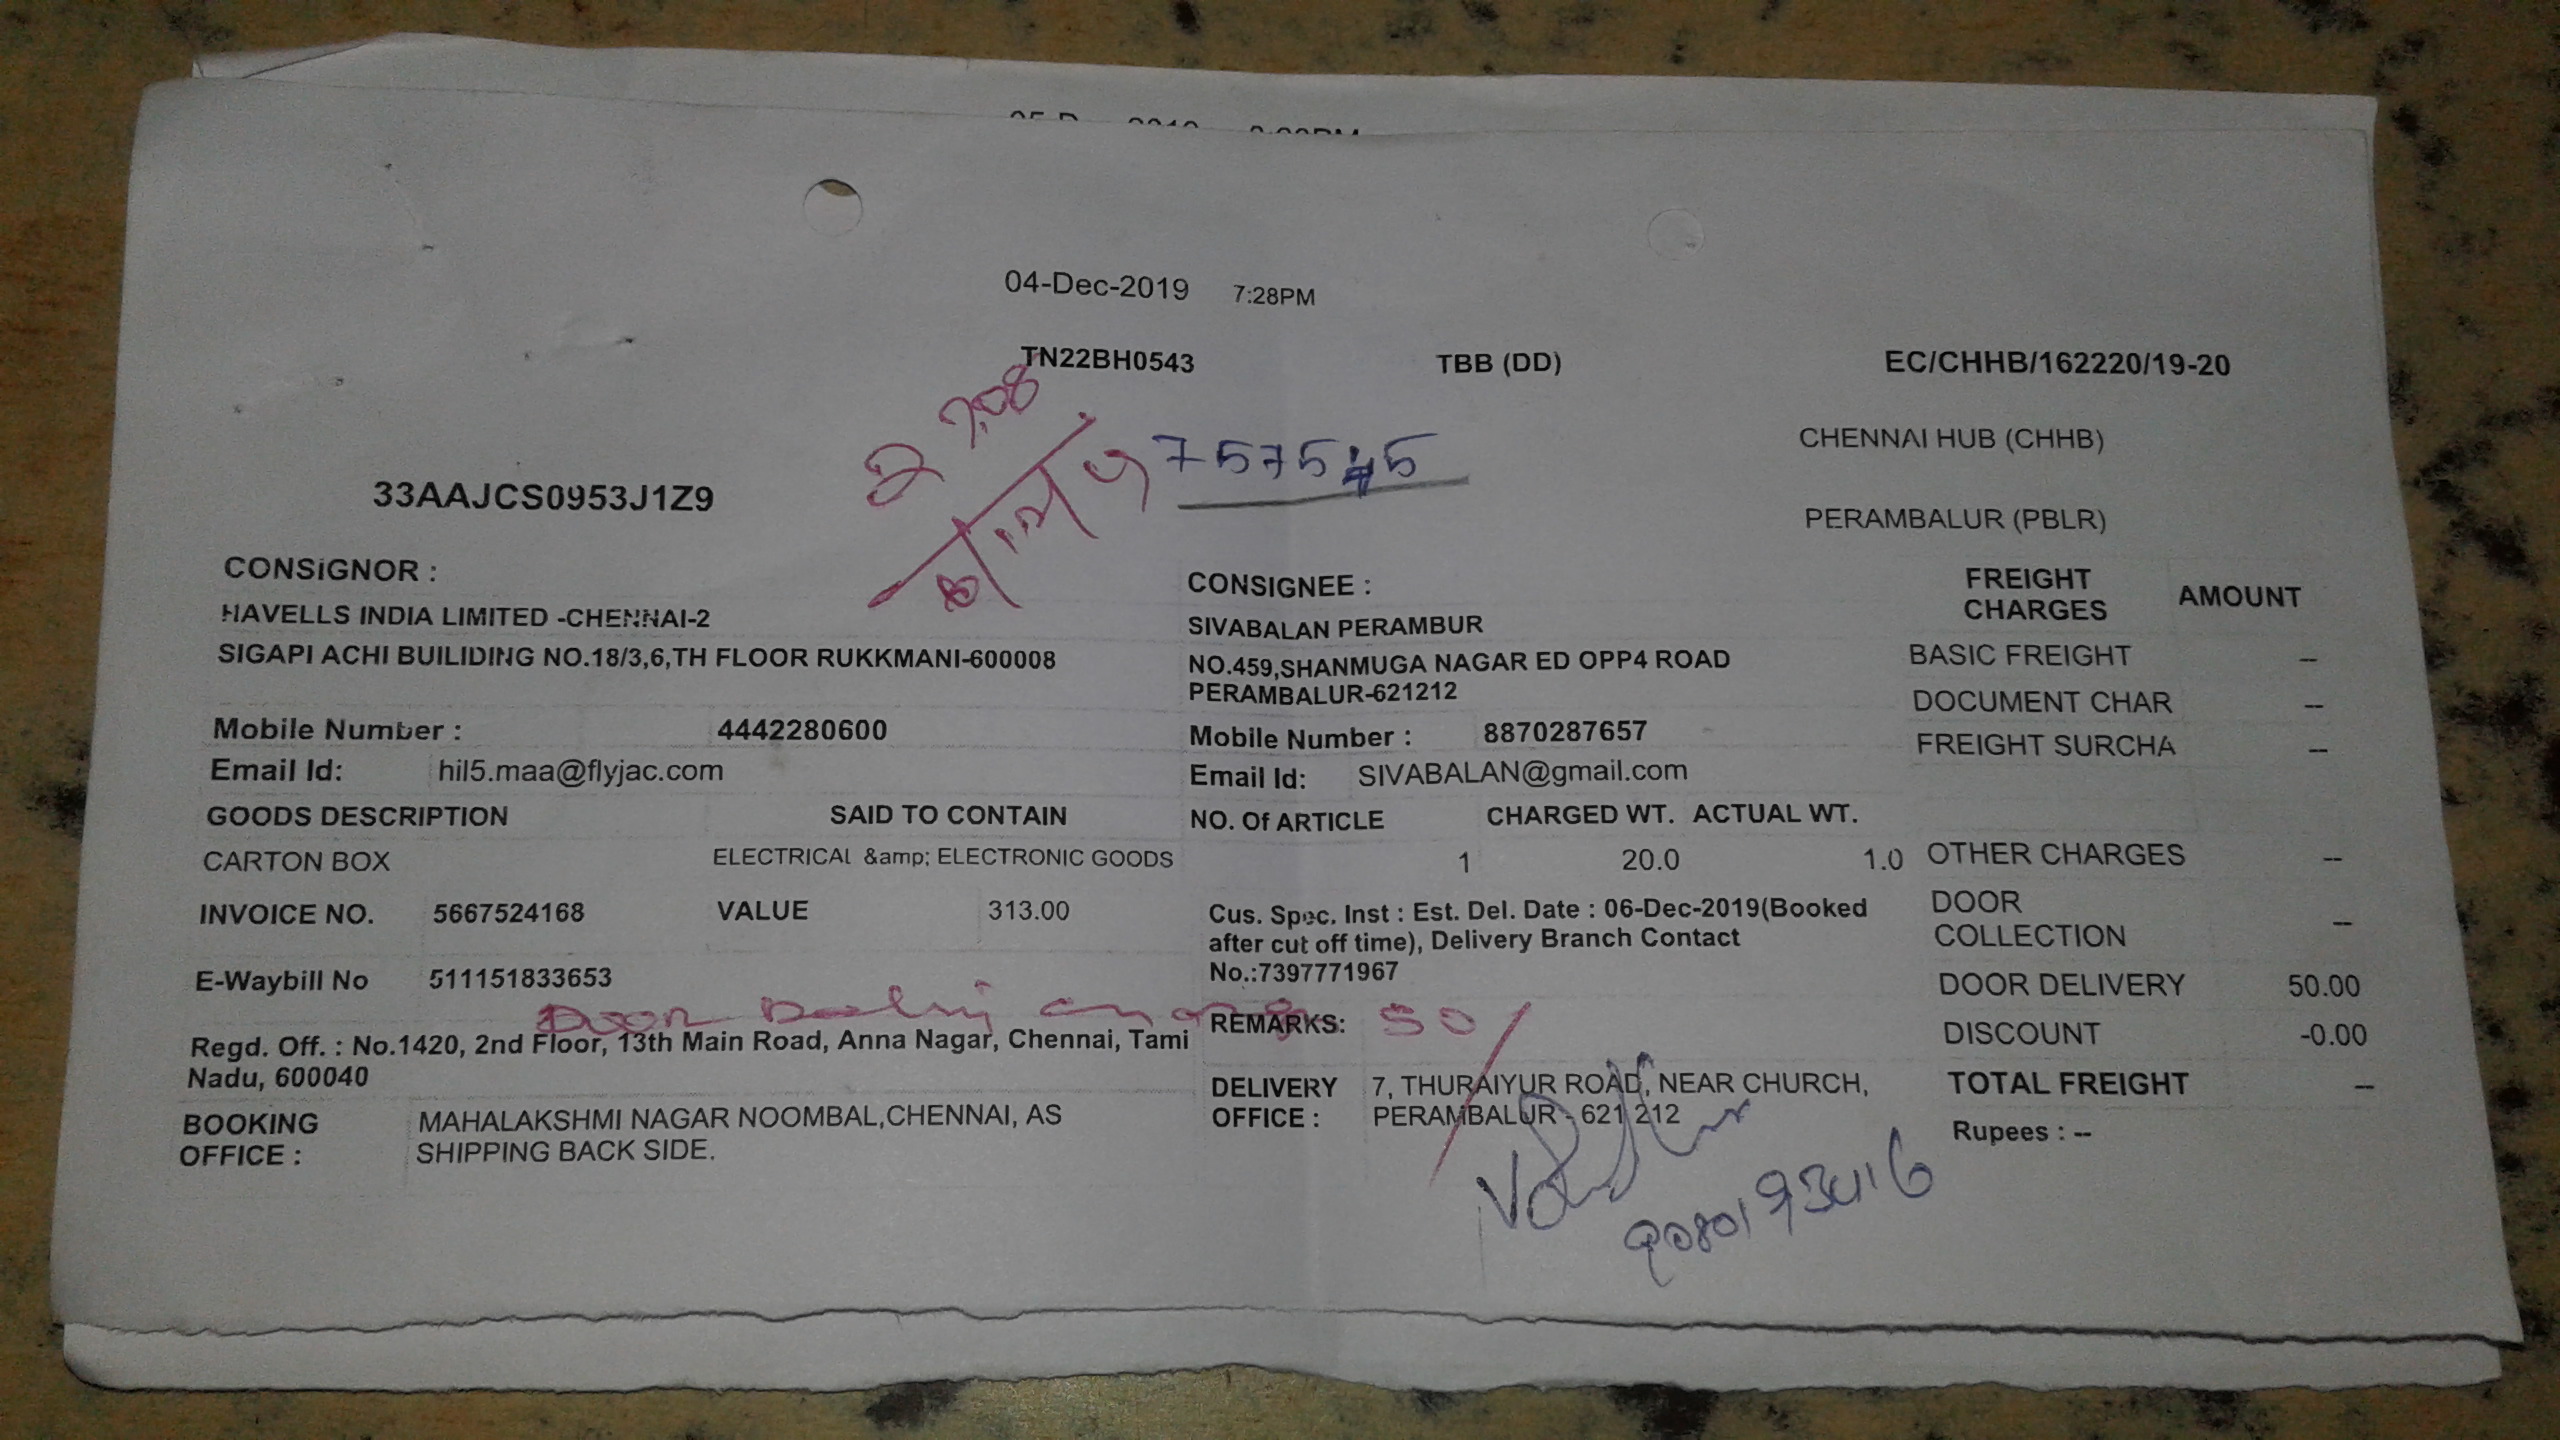 04-Dec-2019 7:28PM
TN22BH0543 TBB (DD) EC/CHHB/162220/19-20
CHENNAI HUB (CHHB)
757545
33AAJCS0953J1Z9
PERAMBALUR (PBLR)
CONSIGNOR : CONSIGNEE : FREIGHT CHARGES AMOUNT
HAVELLS INDIA LIMITED -CHENNAI-2 SIVABALAN PERAMBUR
SIGAPI ACHI BUILIDING NO.18/3,6,TH FLOOR RUKKMANI-600008 NO.459,SHANMUGA NAGAR ED OPP4 ROAD BASIC FREIGHT --
PERAMBALUR-621212 DOCUMENT CHAR --
Mobile Number : 4442280600 Mobile Number : 8870287657 FREIGHT SURCHA --
Email Id: hil5.maa@flyjac.com Email Id: SIVABALAN@gmail.com
GOODS DESCRIPTION SAID TO CONTAIN NO. Of ARTICLE CHARGED WT. ACTUAL WT.
CARTON BOX ELECTRICAL &amp; ELECTRONIC GOODS 1 20.0 1.0 OTHER CHARGES --
INVOICE NO. 5667524168 VALUE 313.00 Cus. Spec. Inst : Est. Del. Date : 06-Dec-2019(Booked DOOR
after cut off time), Delivery Branch Contact COLLECTION --
E-Waybill No 511151833653 No.:7397771967 DOOR DELIVERY 50.00
Door 50/
REMARKS: DISCOUNT -0.00
Regd. Off. : No.1420, 2nd Floor, 13th Main Road, Anna Nagar, Chennai, Tami
Nadu, 600040
DELIVERY OFFICE : 7, THURAIYUR ROAD, NEAR CHURCH, TOTAL FREIGHT --
PERAMBALUR - 621 212
BOOKING OFFICE : MAHALAKSHMI NAGAR NOOMBAL,CHENNAI, AS Rupees : --
SHIPPING BACK SIDE.